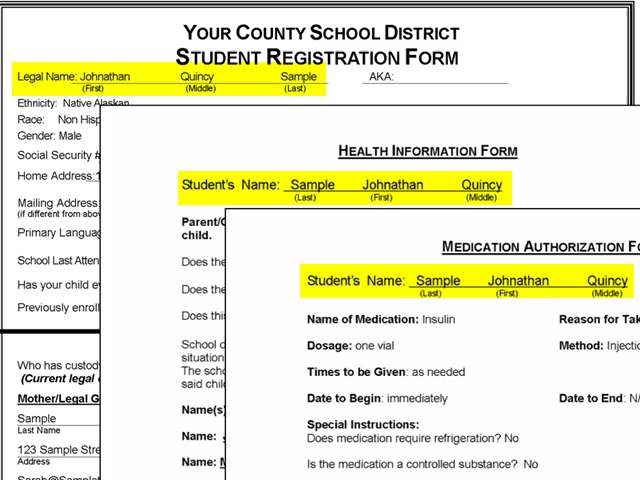 YOUR COUNTY SCHOOL DISTRICT
STUDENT REGISTRATION FORM
Legal Name: Johnathan Quincy Sample AKA:
(First) (Middle) (Last)
Ethnicity: Native Alaskan
Race: Non Hisp
Gender: Male
Social Security #
Home Address:1
Mailing Address:
(if different from abov
Primary Languag
School Last Atten
Has your child e
Previously enroll
Who has custod
(Current legal
Mother/Legal G
Sample
Last Name
123 Sample Stre
Address
HEALTH INFORMATION FORM
Student's Name: Sample Johnathan Quincy
(Last) (First) (Middle)
Parent/G
child.
Does the
Does the
Does thi
School o
situation
The scho
said chil
Name(s)
Name:
Name: M
MEDICATION AUTHORIZATION FO
Student's Name: Sample Johnathan Quincy
(Last) (First) (Middle)
Name of Medication: Insulin Reason for Tak
Dosage: one vial Method: Injectio
Times to be Given: as needed
Date to Begin: immediately Date to End: N/
Special Instructions:
Does medication require refrigeration? No
Is the medication a controlled substance? No